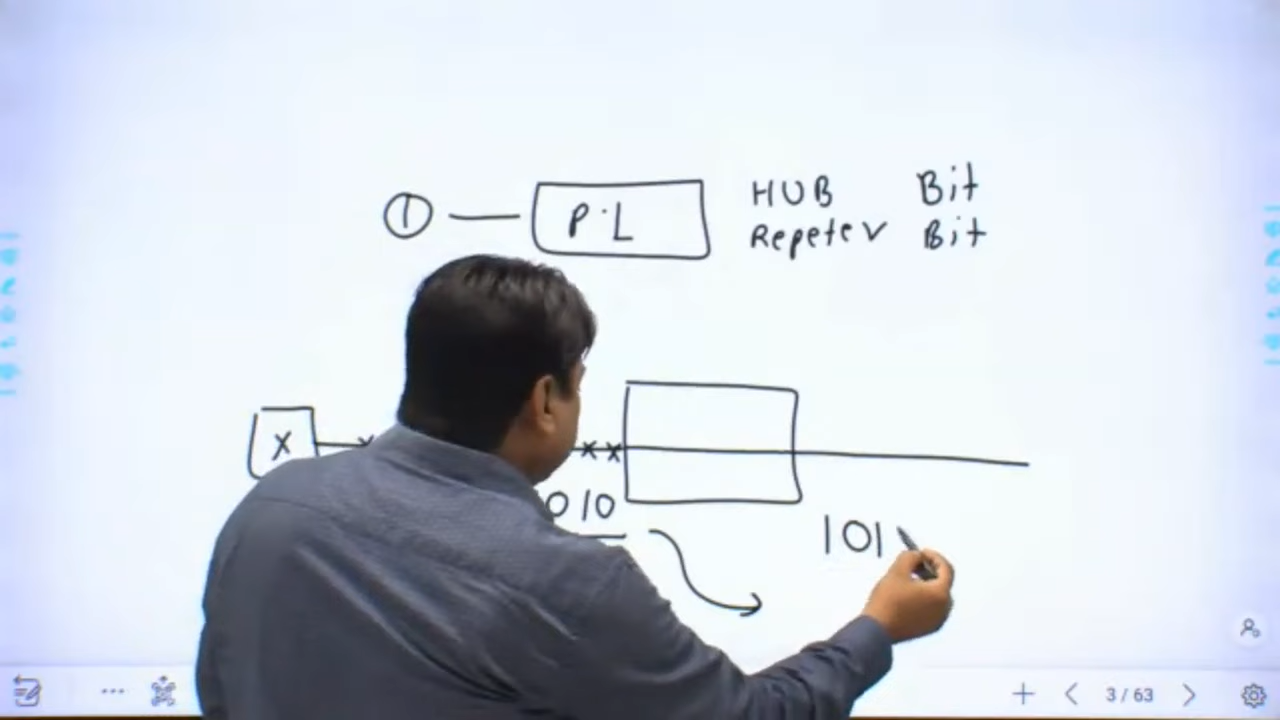 ① P.L HUB Bit
Repeter Bit
X
010
101
3 / 63